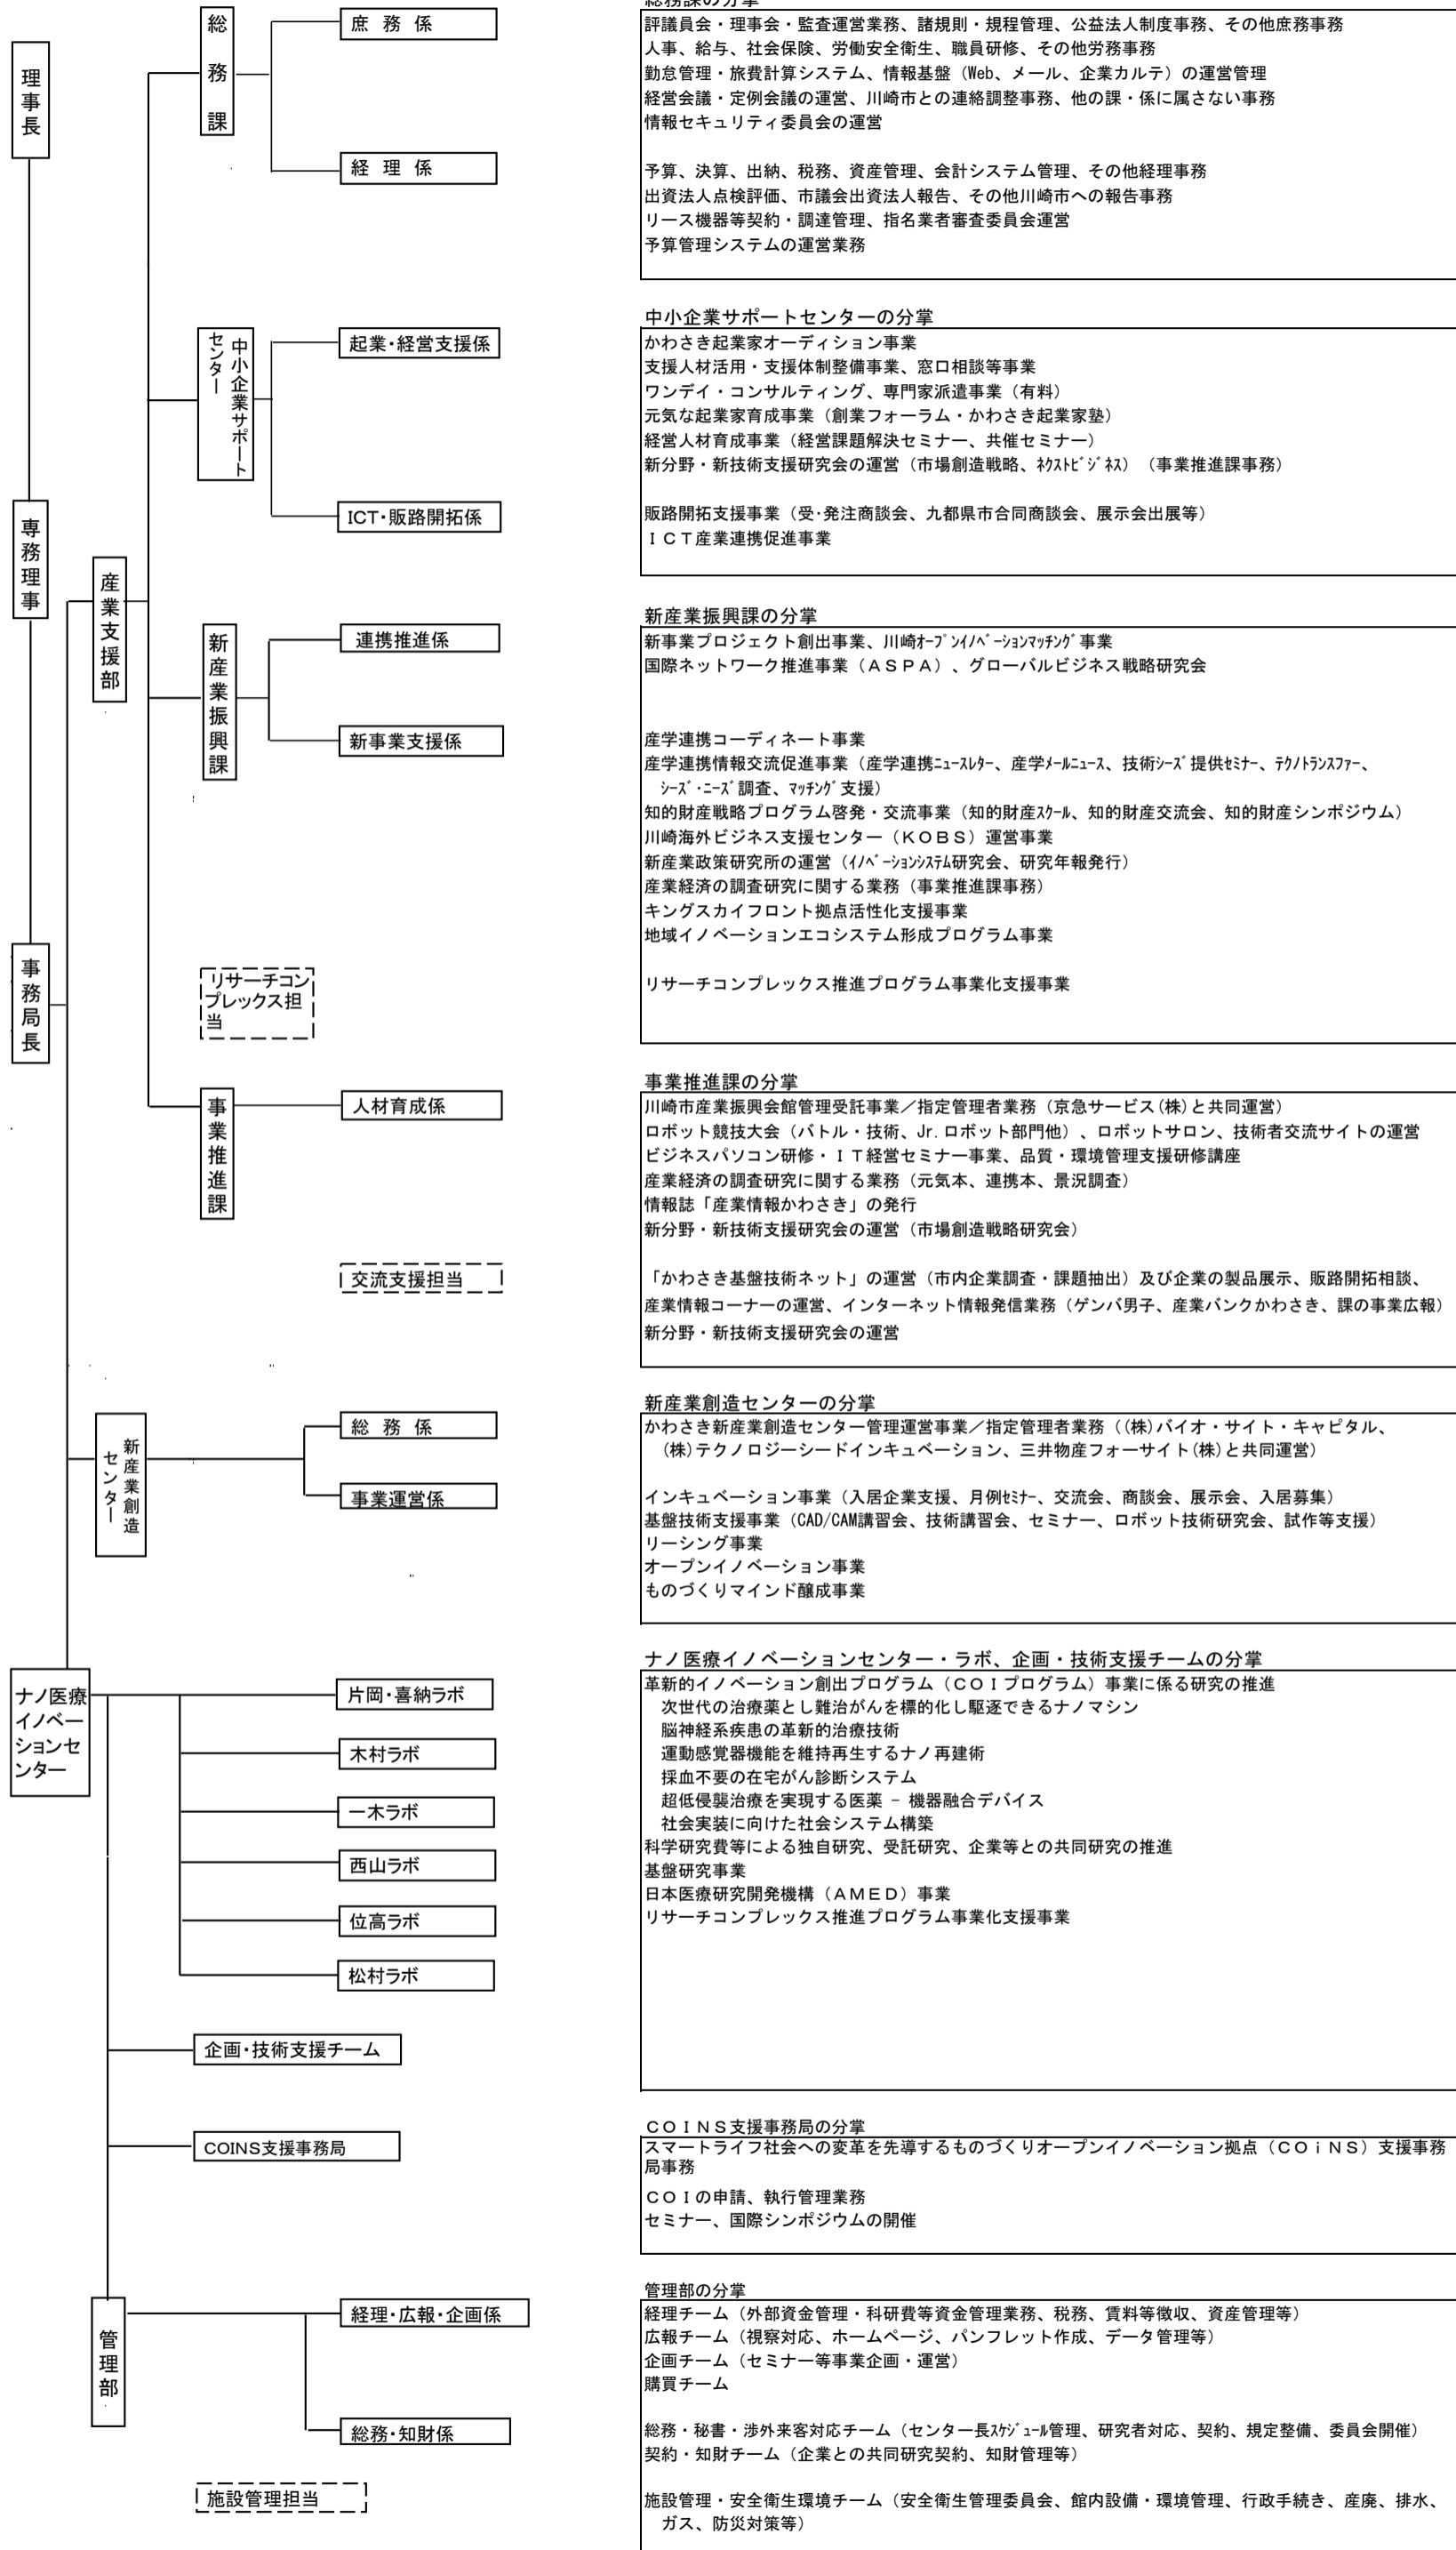 理事長
専務理事
事務局長
産業支援部
総務課
庶務係
経理係
中小企業サポート
センター
起業・経営支援係
ICT・販路開拓係
新産業振興課
連携推進係
新事業支援係
リサーチコン
プレックス担
当
事業推進課
人材育成係
交流支援担当
新産業創造
センター
総務係
事業運営係
ナノ医療
イノベー
ションセ
ンター
片岡・喜納ラボ
木村ラボ
一木ラボ
西山ラボ
位高ラボ
松村ラボ
企画・技術支援チーム
COINS支援事務局
管理部
経理・広報・企画係
総務・知財係
施設管理担当
総務課の分掌
評議員会・理事会・監査運営業務、諸規則・規程管理、公益法人制度事務、その他庶務事務
人事、給与、社会保険、労働安全衛生、職員研修、その他労務事務
勤怠管理・旅費計算システム、情報基盤（Web、メール、企業カルテ）の運営管理
経営会議・定例会議の運営、川崎市との連絡調整事務、他の課・係に属さない事務
情報セキュリティ委員会の運営
予算、決算、出納、税務、資産管理、会計システム管理、その他経理事務
出資法人点検評価、市議会出資法人報告、その他川崎市への報告事務
リース機器等契約・調達管理、指名業者審査委員会運営
予算管理システムの運営業務
中小企業サポートセンターの分掌
かわさき起業家オーディション事業
支援人材活用・支援体制整備事業、窓口相談等事業
ワンデイ・コンサルティング、専門家派遣事業（有料）
元気な起業家育成事業（創業フォーラム・かわさき起業家塾）
経営人材育成事業（経営課題解決セミナー、共催セミナー）
新分野・新技術支援研究会の運営（市場創造戦略、ﾈｸｽﾄﾋﾞｼﾞﾈｽ）（事業推進課事務）
販路開拓支援事業（受・発注商談会、九都県市合同商談会、展示会出展等）
ＩＣＴ産業連携促進事業
新産業振興課の分掌
新事業プロジェクト創出事業、川崎ｵｰﾌﾟﾝｲﾉﾍﾞｰｼｮﾝﾏｯﾁﾝｸﾞ事業
国際ネットワーク推進事業（ＡＳＰＡ）、グローバルビジネス戦略研究会
産学連携コーディネート事業
産学連携情報交流促進事業（産学連携ﾆｭｰｽﾚﾀｰ、産学ﾒｰﾙﾆｭｰｽ、技術ｼｰｽﾞ提供ｾﾐﾅｰ、ﾃｸﾉﾄﾗﾝｽﾌｧｰ、
ｼｰｽﾞ・ﾆｰｽﾞ調査、ﾏｯﾁﾝｸﾞ支援）
知的財産戦略プログラム啓発・交流事業（知的財産ｽｸｰﾙ、知的財産交流会、知的財産シンポジウム）
川崎海外ビジネス支援センター（ＫＯＢＳ）運営事業
新産業政策研究所の運営（ｲﾉﾍﾞｰｼｮﾝｼｽﾃﾑ研究会、研究年報発行）
産業経済の調査研究に関する業務（事業推進課事務）
キングスカイフロント拠点活性化支援事業
地域イノベーションエコシステム形成プログラム事業
リサーチコンプレックス推進プログラム事業化支援事業
事業推進課の分掌
川崎市産業振興会館管理受託事業／指定管理者業務（京急サービス(株)と共同運営）
ロボット競技大会（バトル・技術、Jr.ロボット部門他）、ロボットサロン、技術者交流サイトの運営
ビジネスパソコン研修・ＩＴ経営セミナー事業、品質・環境管理支援研修講座
産業経済の調査研究に関する業務（元気本、連携本、景況調査）
情報誌「産業情報かわさき」の発行
新分野・新技術支援研究会の運営（市場創造戦略研究会）
「かわさき基盤技術ネット」の運営（市内企業調査・課題抽出）及び企業の製品展示、販路開拓相談、
産業情報コーナーの運営、インターネット情報発信業務（ゲンバ男子、産業バンクかわさき、課の事業広報）
新分野・新技術支援研究会の運営
新産業創造センターの分掌
かわさき新産業創造センター管理運営事業／指定管理者業務（(株)バイオ・サイト・キャピタル、
(株)テクノロジーシードインキュベーション、三井物産フォーサイト(株)と共同運営）
インキュベーション事業（入居企業支援、月例ｾﾐﾅｰ、交流会、商談会、展示会、入居募集）
基盤技術支援事業（CAD/CAM講習会、技術講習会、セミナー、ロボット技術研究会、試作等支援）
リーシング事業
オープンイノベーション事業
ものづくりマインド醸成事業
ナノ医療イノベーションセンター・ラボ、企画・技術支援チームの分掌
革新的イノベーション創出プログラム（ＣＯＩプログラム）事業に係る研究の推進
次世代の治療薬とし難治がんを標的化し駆逐できるナノマシン
脳神経系疾患の革新的治療技術
運動感覚器機能を維持再生するナノ再建術
採血不要の在宅がん診断システム
超低侵襲治療を実現する医薬 － 機器融合デバイス
社会実装に向けた社会システム構築
科学研究費等による独自研究、受託研究、企業等との共同研究の推進
基盤研究事業
日本医療研究開発機構（ＡＭＥＤ）事業
リサーチコンプレックス推進プログラム事業化支援事業
ＣＯＩＮＳ支援事務局の分掌
スマートライフ社会への変革を先導するものづくりオープンイノベーション拠点（ＣＯｉＮＳ）支援事務
局事務
ＣＯＩの申請、執行管理業務
セミナー、国際シンポジウムの開催
管理部の分掌
経理チーム（外部資金管理・科研費等資金管理業務、税務、賃料等徴収、資産管理等）
広報チーム（視察対応、ホームページ、パンフレット作成、データ管理等）
企画チーム（セミナー等事業企画・運営）
購買チーム
総務・秘書・渉外来客対応チーム（センター長ｽｹｼﾞｭｰﾙ管理、研究者対応、契約、規定整備、委員会開催）
契約・知財チーム（企業との共同研究契約、知財管理等）
施設管理・安全衛生環境チーム（安全衛生管理委員会、館内設備・環境管理、行政手続き、産廃、排水、
ガス、防災対策等）